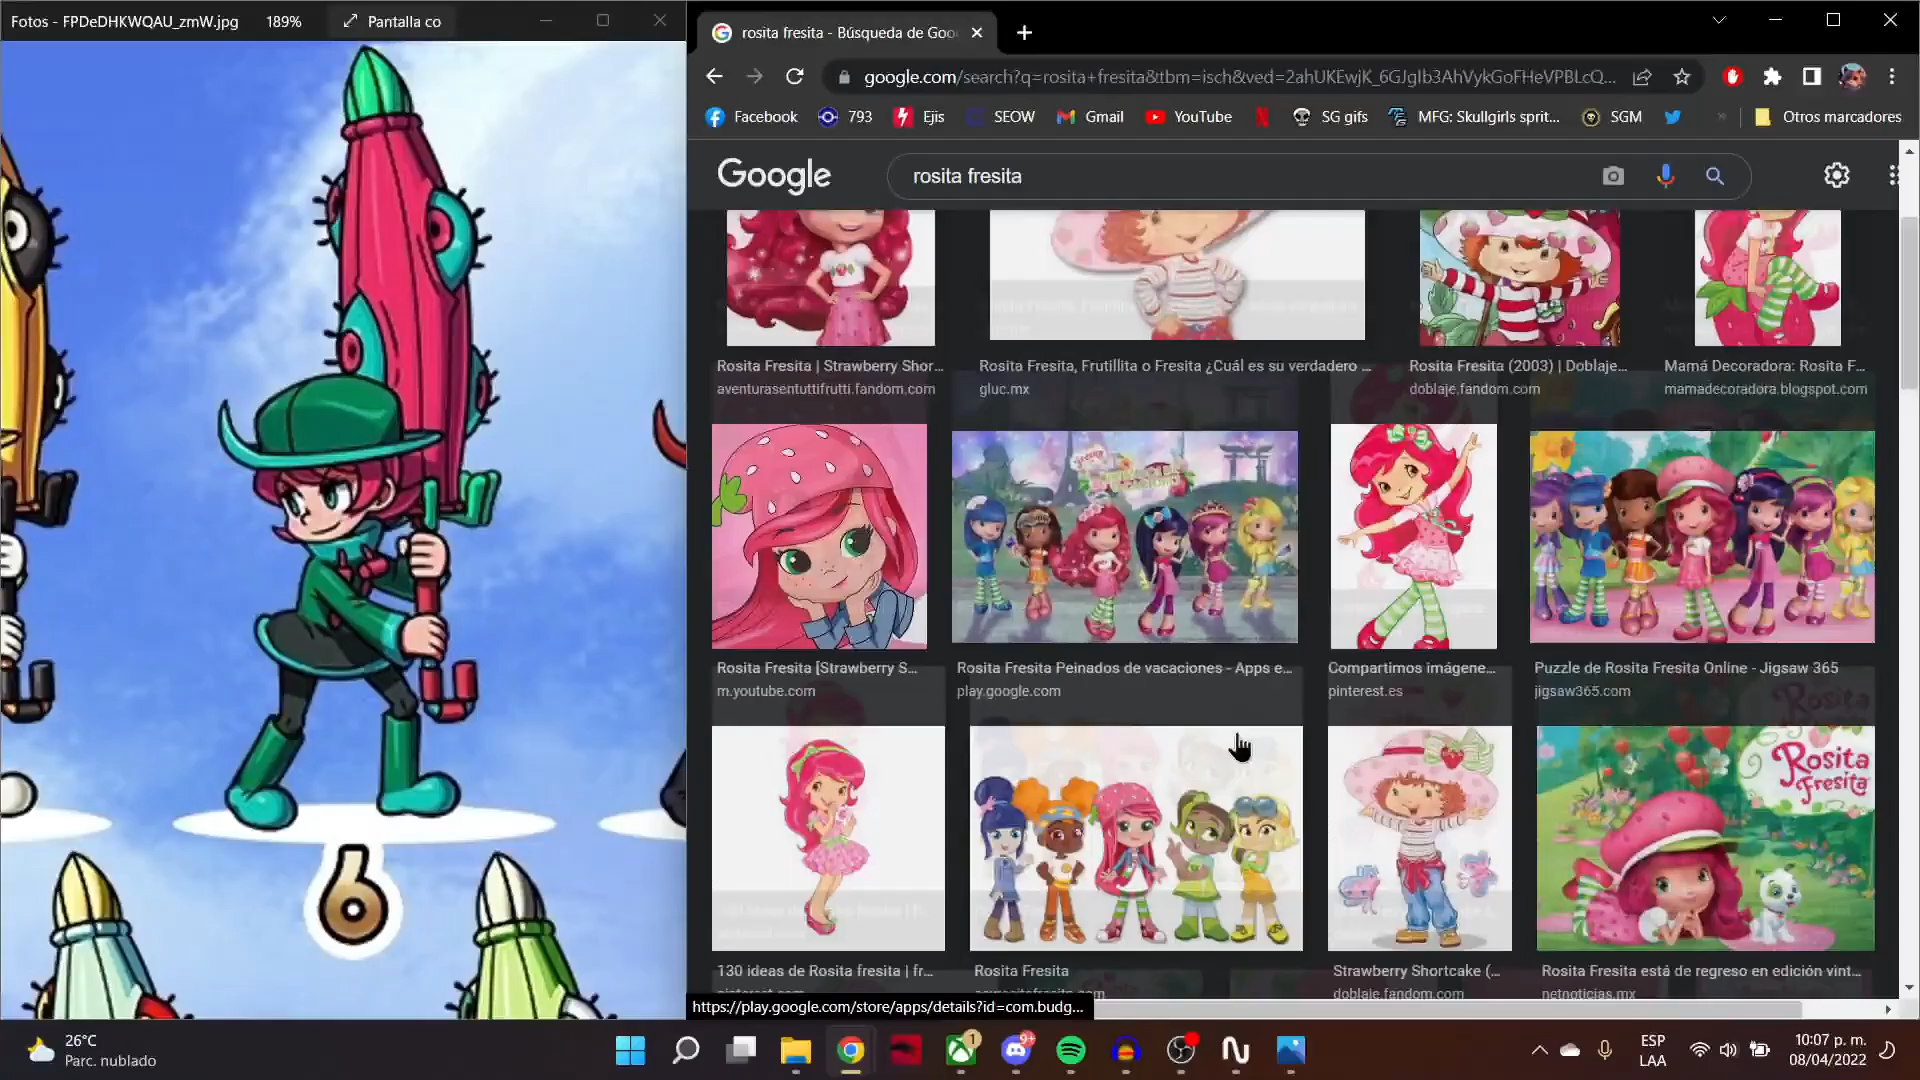 Fotos - FPDeDHKWQAU_zmW.jpg
189%
Pantalla co
6
rosita fresita - Búsqueda de Goo
google.com/search?q=rosita+fresita&tbm=isch&ved=2ahUKEwjK_6GJgIb3AhVykGoFHeVPBLcQ...
Facebook
793
Ejis
SEOW
Gmail
YouTube
SG gifs
MFG: Skullgirls sprit...
SGM
»
Otros marcadores
Google
rosita fresita
Rosita Fresita | Strawberry Shor...
aventurasentuttifrutti.fandom.com
Rosita Fresita, Frutillita o Fresita ¿Cuál es su verdadero ...
gluc.mx
Rosita Fresita (2003) | Doblaje...
doblaje.fandom.com
Mamá Decoradora: Rosita F...
mamadecoradora.blogspot.com
Rosita Fresita [Strawberry S...
m.youtube.com
Rosita Fresita Peinados de vacaciones - Apps e...
play.google.com
Compartimos imágene...
pinterest.es
Puzzle de Rosita Fresita Online - Jigsaw 365
jigsaw365.com
Rosita
Fresita
130 ideas de Rosita fresita | fr...
pinterest.com
Rosita Fresita
Strawberry Shortcake (...
doblaje.fandom.com
Rosita Fresita está de regreso en edición vint...
netnoticias.mx
https://play.google.com/store/apps/details?id=com.budg...
26°C
Parc. nublado
1
9+
ESP
LAA
10:07 p. m.
08/04/2022